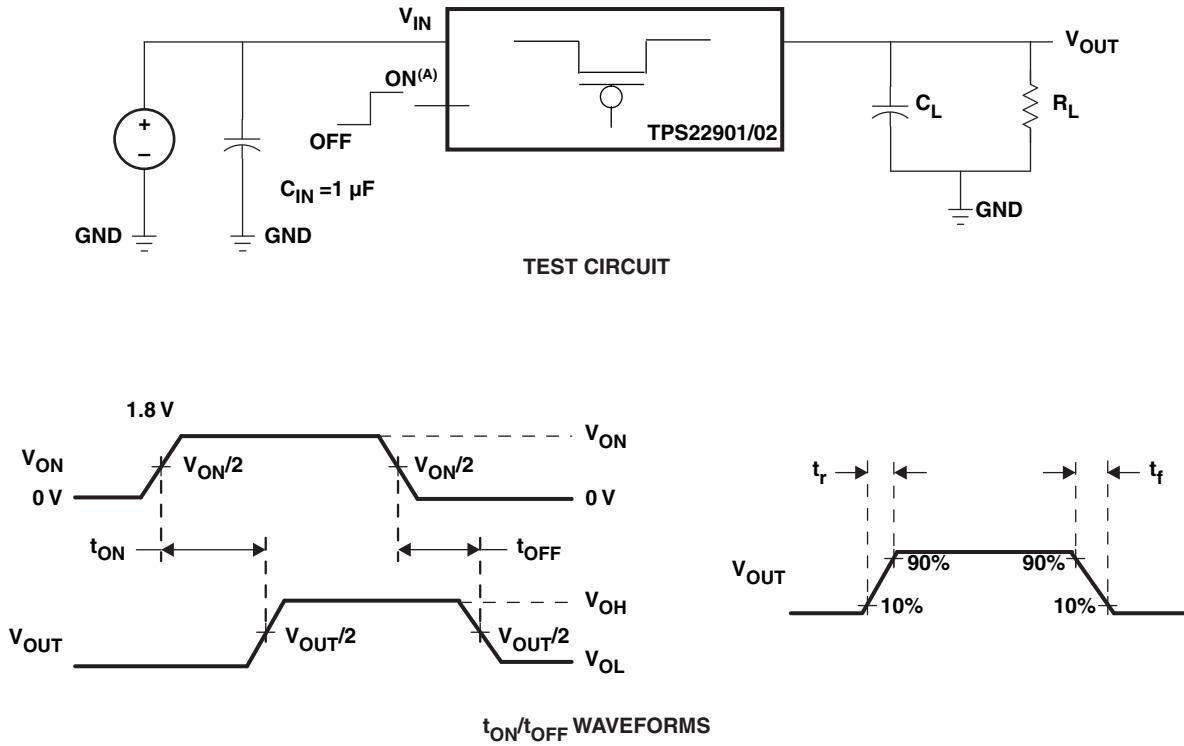 V_IN
ON(A)
OFF
TPS22901/02
V_OUT
+
–
C_IN =1 µF
C_L
R_L
GND
GND
GND
TEST CIRCUIT
1.8 V
V_ON
0 V
V_ON/2
V_ON/2
V_ON
0 V
t_ON
t_OFF
V_OUT
V_OUT/2
V_OUT/2
V_OH
V_OL
t_r
t_f
V_OUT
90%
90%
10%
10%
t_ON/t_OFF WAVEFORMS